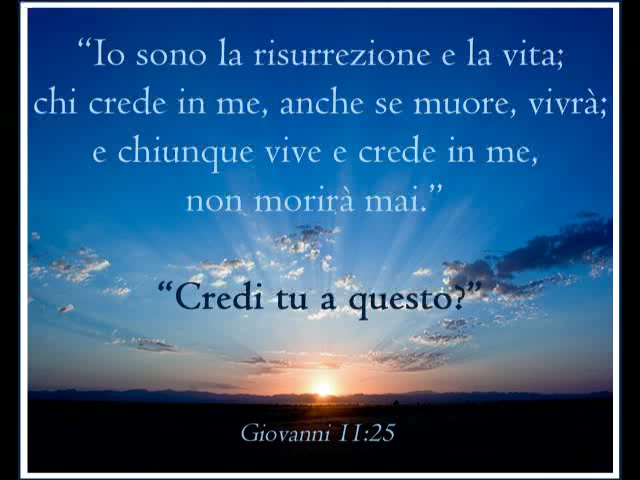 “Io sono la risurrezione e la vita;
chi crede in me, anche se muore, vivrà;
e chiunque vive e crede in me,
non morirà mai.”
“Credi tu a questo?”
Giovanni 11:25